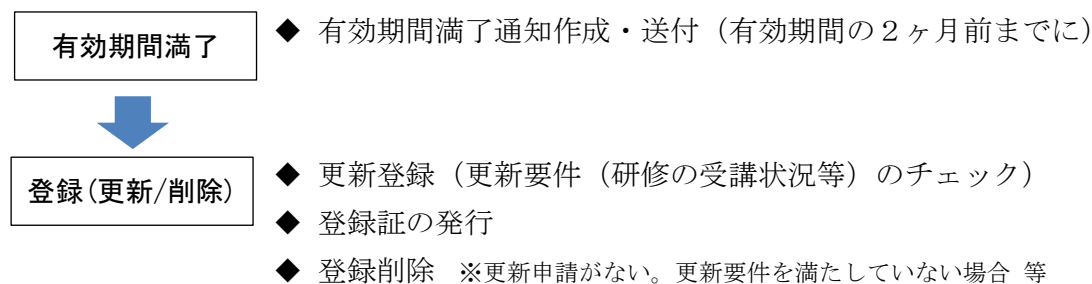 有効期間満了
◆ 有効期間満了通知作成・送付（有効期間の２ヶ月前までに）
登録(更新/削除)
◆ 更新登録（更新要件（研修の受講状況等）のチェック）
◆ 登録証の発行
◆ 登録削除 ※更新申請がない。更新要件を満たしていない場合 等